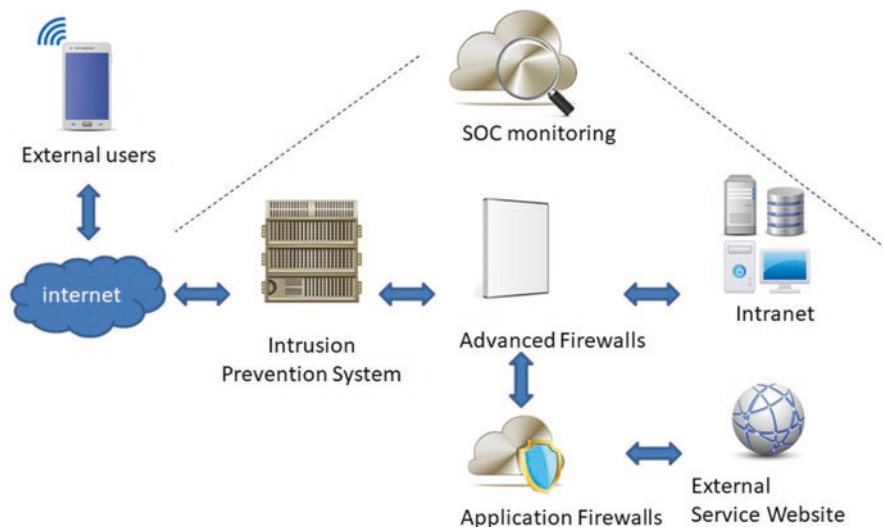 SOC monitoring
External users
internet
Intrusion
Prevention System
Advanced Firewalls
Intranet
Application Firewalls
External
Service Website